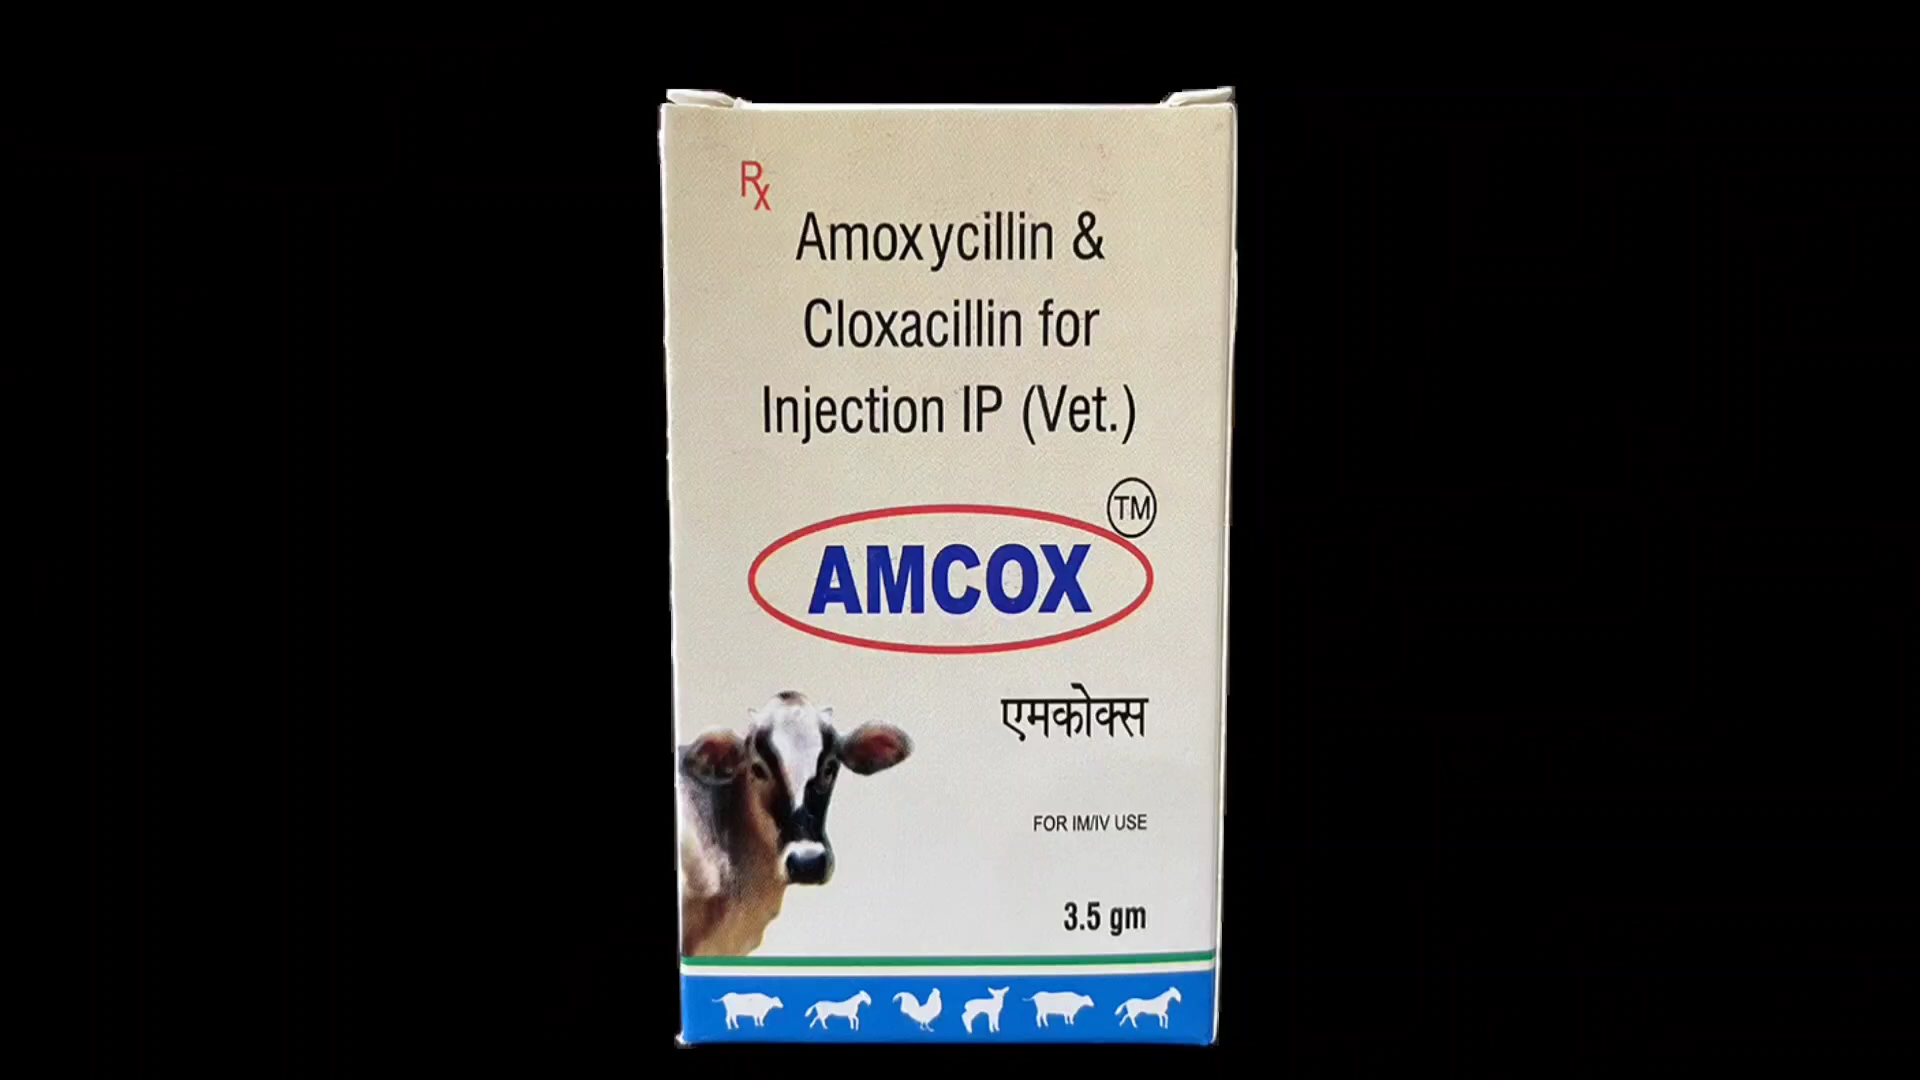 Rx
Amoxycillin &
Cloxacillin for
Injection IP (Vet.)
TM
AMCOX
एमकोक्स
FOR IM/IV USE
3.5 gm